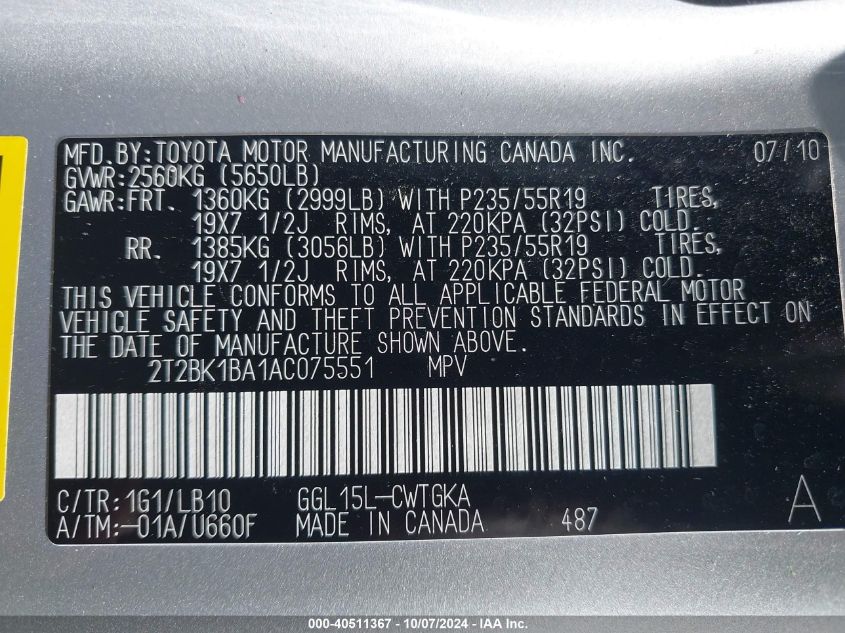 MFD.BY:TOYOTA MOTOR MANUFACTURING CANADA INC. 07/10
GVWR:2560KG (5650LB)
GAWR:FRT. 1360KG (2999LB) WITH P235/55R19 TIRES,
19X7 1/2J RIMS, AT 220KPA (32PSI) COLD.
RR. 1385KG (3056LB) WITH P235/55R19 TIRES,
19X7 1/2J RIMS, AT 220KPA (32PSI) COLD.
THIS VEHICLE CONFORMS TO ALL APPLICABLE FEDERAL MOTOR
VEHICLE SAFETY AND THEFT PREVENTION STANDARDS IN EFFECT ON
THE DATE OF MANUFACTURE SHOWN ABOVE.
2T2BK1BA1AC075551 MPV
C/TR:1G1/LB10 GGL15L-CWTGKA A
A/TM:-01A/U660F MADE IN CANADA 487
000-40511367 - 10/07/2024 - IAA Inc.